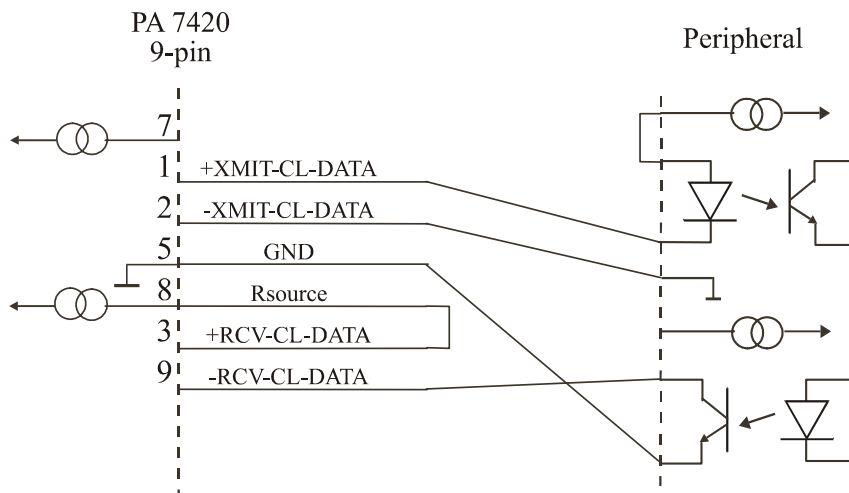 PA 7420
9-pin
Peripheral
7
1 +XMIT-CL-DATA
2 -XMIT-CL-DATA
5 GND
8 Rsource
3 +RCV-CL-DATA
9 -RCV-CL-DATA